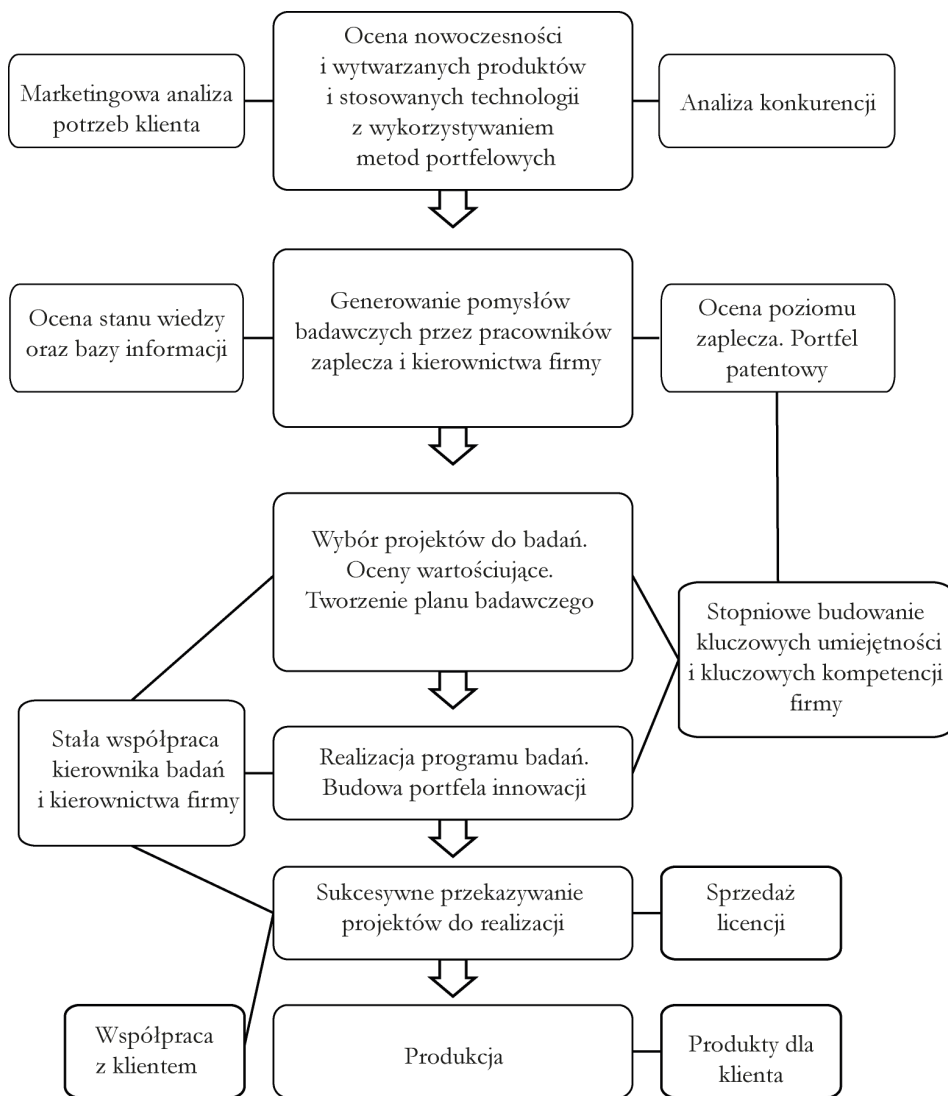 Ocena nowoczesności
i wytwarzanych produktów
i stosowanych technologii
z wykorzystywaniem
metod portfelowych
Marketingowa analiza
potrzeb klienta
Analiza konkurencji
Generowanie pomysłów
badawczych przez pracowników
zaplecza i kierownictwa firmy
Ocena stanu wiedzy
oraz bazy informacji
Ocena poziomu
zaplecza. Portfel
patentowy
Wybór projektów do badań.
Oceny wartościujące.
Tworzenie planu badawczego
Stopniowe budowanie
kluczowych umiejętności
i kluczowych kompetencji
firmy
Stała współpraca
kierownika badań
i kierownictwa firmy
Realizacja programu badań.
Budowa portfela innowacji
Sukcesywne przekazywanie
projektów do realizacji
Sprzedaż
licencji
Współpraca
z klientem
Produkcja
Produkty dla
klienta